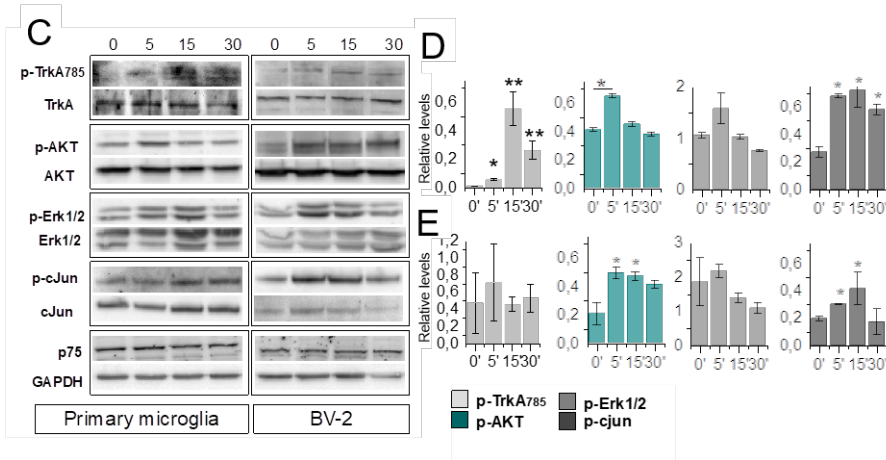 C
0 5 15 30 0 5 15 30
p-TrkA785
TrkA
p-AKT
AKT
p-Erk1/2
Erk1/2
p-cJun
cJun
p75
GAPDH
Primary microglia BV-2
D
Relative levels
0,6
0,4
0,2
0,0
* ** **
0' 5' 15' 30'
0,6
0,4
0,2
0,0
*
0' 5' 15' 30'
2
1
0
0' 5' 15' 30'
0,6
0,4
0,2
0,0
* * *
0' 5' 15' 30'
E
Relative levels
1,2
1,0
0,8
0,6
0,4
0,2
0,0
0' 5' 15' 30'
0,6
0,4
0,2
0,0
* *
0' 5' 15' 30'
3
2
1
0
0' 5' 15' 30'
0,6
0,4
0,2
0,0
* *
0' 5' 15' 30'
p-TrkA785 p-Erk1/2
p-AKT p-cjun